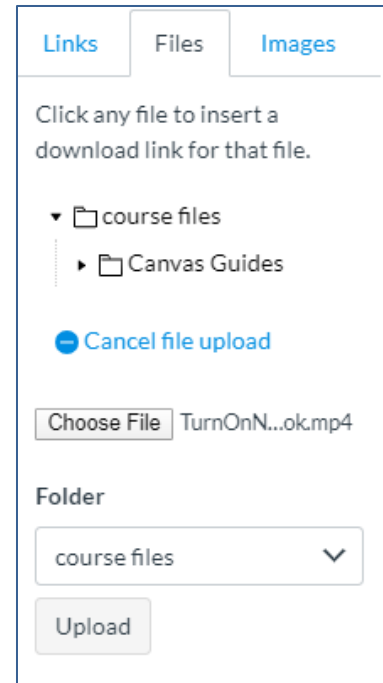 Links Files Images
Click any file to insert a
download link for that file.
course files
Canvas Guides
Cancel file upload
Choose File TurnOnN...ok.mp4
Folder
course files
Upload